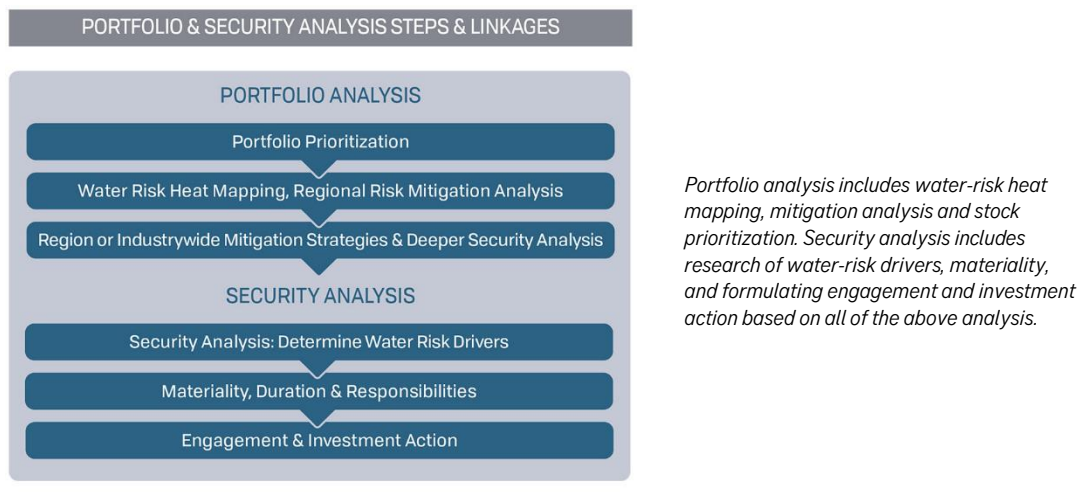 PORTFOLIO & SECURITY ANALYSIS STEPS & LINKAGES
PORTFOLIO ANALYSIS
Portfolio Prioritization
Water Risk Heat Mapping, Regional Risk Mitigation Analysis
Region or Industrywide Mitigation Strategies & Deeper Security Analysis
SECURITY ANALYSIS
Security Analysis: Determine Water Risk Drivers
Materiality, Duration & Responsibilities
Engagement & Investment Action
Portfolio analysis includes water-risk heat
mapping, mitigation analysis and stock
prioritization. Security analysis includes
research of water-risk drivers, materiality,
and formulating engagement and investment
action based on all of the above analysis.